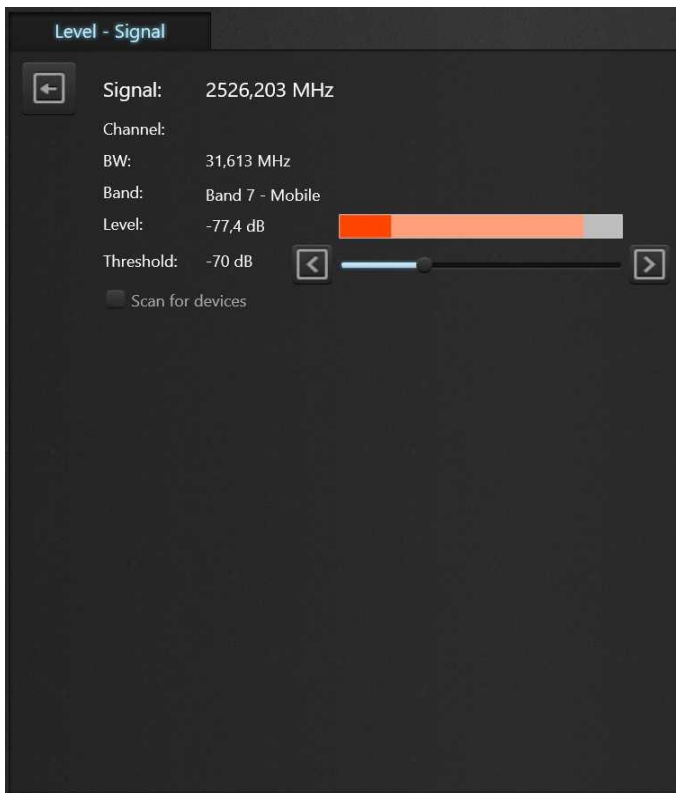 Level - Signal
Signal: 2526,203 MHz
Channel:
BW: 31,613 MHz
Band: Band 7 - Mobile
Level: -77,4 dB
Threshold: -70 dB
Scan for devices